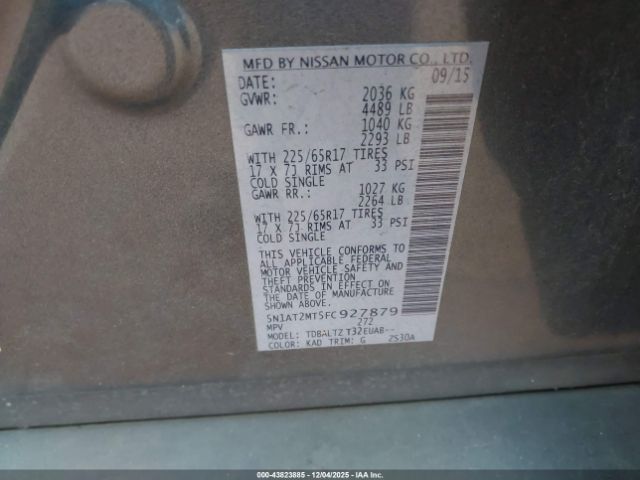 MFD BY NISSAN MOTOR CO., LTD.
DATE: 09/15
GVWR: 2036 KG
4489 LB
GAWR FR.: 1040 KG
2293 LB
WITH 225/65R17 TIRES
17 X 7J RIMS AT 33 PSI
COLD SINGLE
GAWR RR.: 1027 KG
2264 LB
WITH 225/65R17 TIRES
17 X 7J RIMS AT 33 PSI
COLD SINGLE
THIS VEHICLE CONFORMS TO
ALL APPLICABLE FEDERAL
MOTOR VEHICLE SAFETY AND
THEFT PREVENTION
STANDARDS IN EFFECT ON
THE DATE OF MANUFACTURE
SHOWN ABOVE.
5N1AT2MT5FC927879
MPV 272
MODEL: TDBALTZ T32EUAB--
COLOR: KAD TRIM: G 2S30A
000-43823885 - 12/04/2025 - IAAI.COM